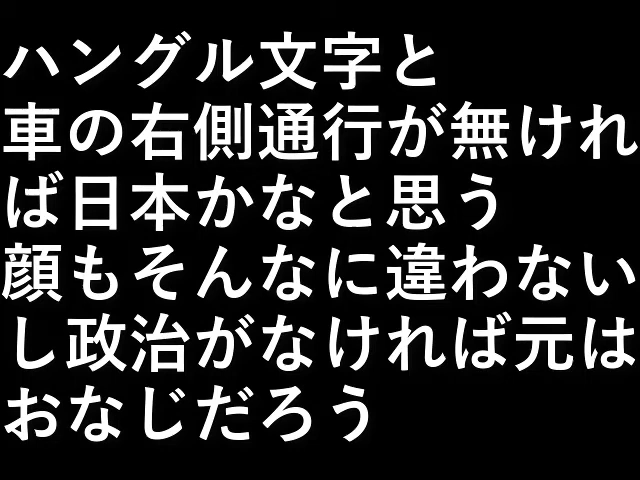 ハングル文字と
車の右側通行が無けれ
ば日本かなと思う
顔もそんなに違わない
し政治がなければ元は
おなじだろう